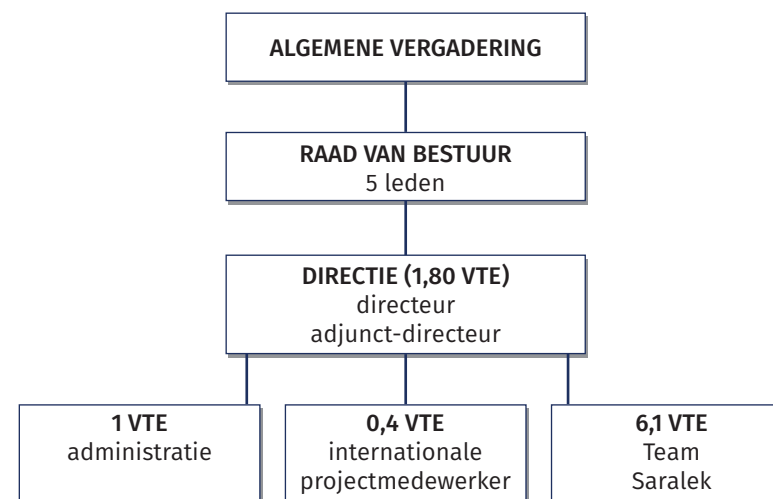 ALGEMENE VERGADERING
RAAD VAN BESTUUR
5 leden
DIRECTIE (1,80 VTE)
directeur
adjunct-directeur
1 VTE
administratie
0,4 VTE
internationale
projectmedewerker
6,1 VTE
Team
Saralek